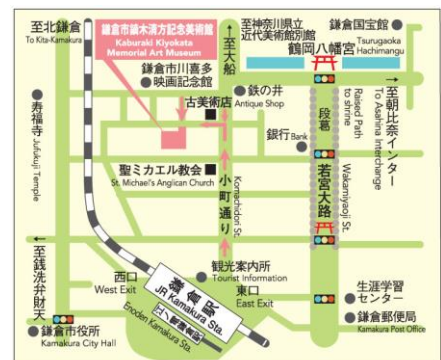 至北鎌倉
To Kita-Kamakura
鎌倉市鏑木清方記念美術館
Kaburaki Kiyokata
Memorial Art Museum
至大船
至神奈川県立
近代美術館別館
鎌倉国宝館
鶴岡八幡宮
Tsurugaoka
Hachimangu
鎌倉市川喜多
映画記念館
古美術店
Antique Shop
鉄の井
寿福寺
Jufukuji Temple
銀行 Bank
段葛
Raised Path
to shrine
至朝比奈インター
To Asahina Interchange
聖ミカエル教会
St. Michael's Anglican Church
小町通り
Komachidori St.
若宮大路
Wakamiyaoji St.
至銭洗弁財天
西口
West Exit
鎌倉駅
JR Kamakura Sta.
Enoden Kamakura Sta.
観光案内所
Tourist Information
東口
East Exit
生涯学習
センター
鎌倉市役所
Kamakura City Hall
鎌倉郵便局
Kamakura Post Office